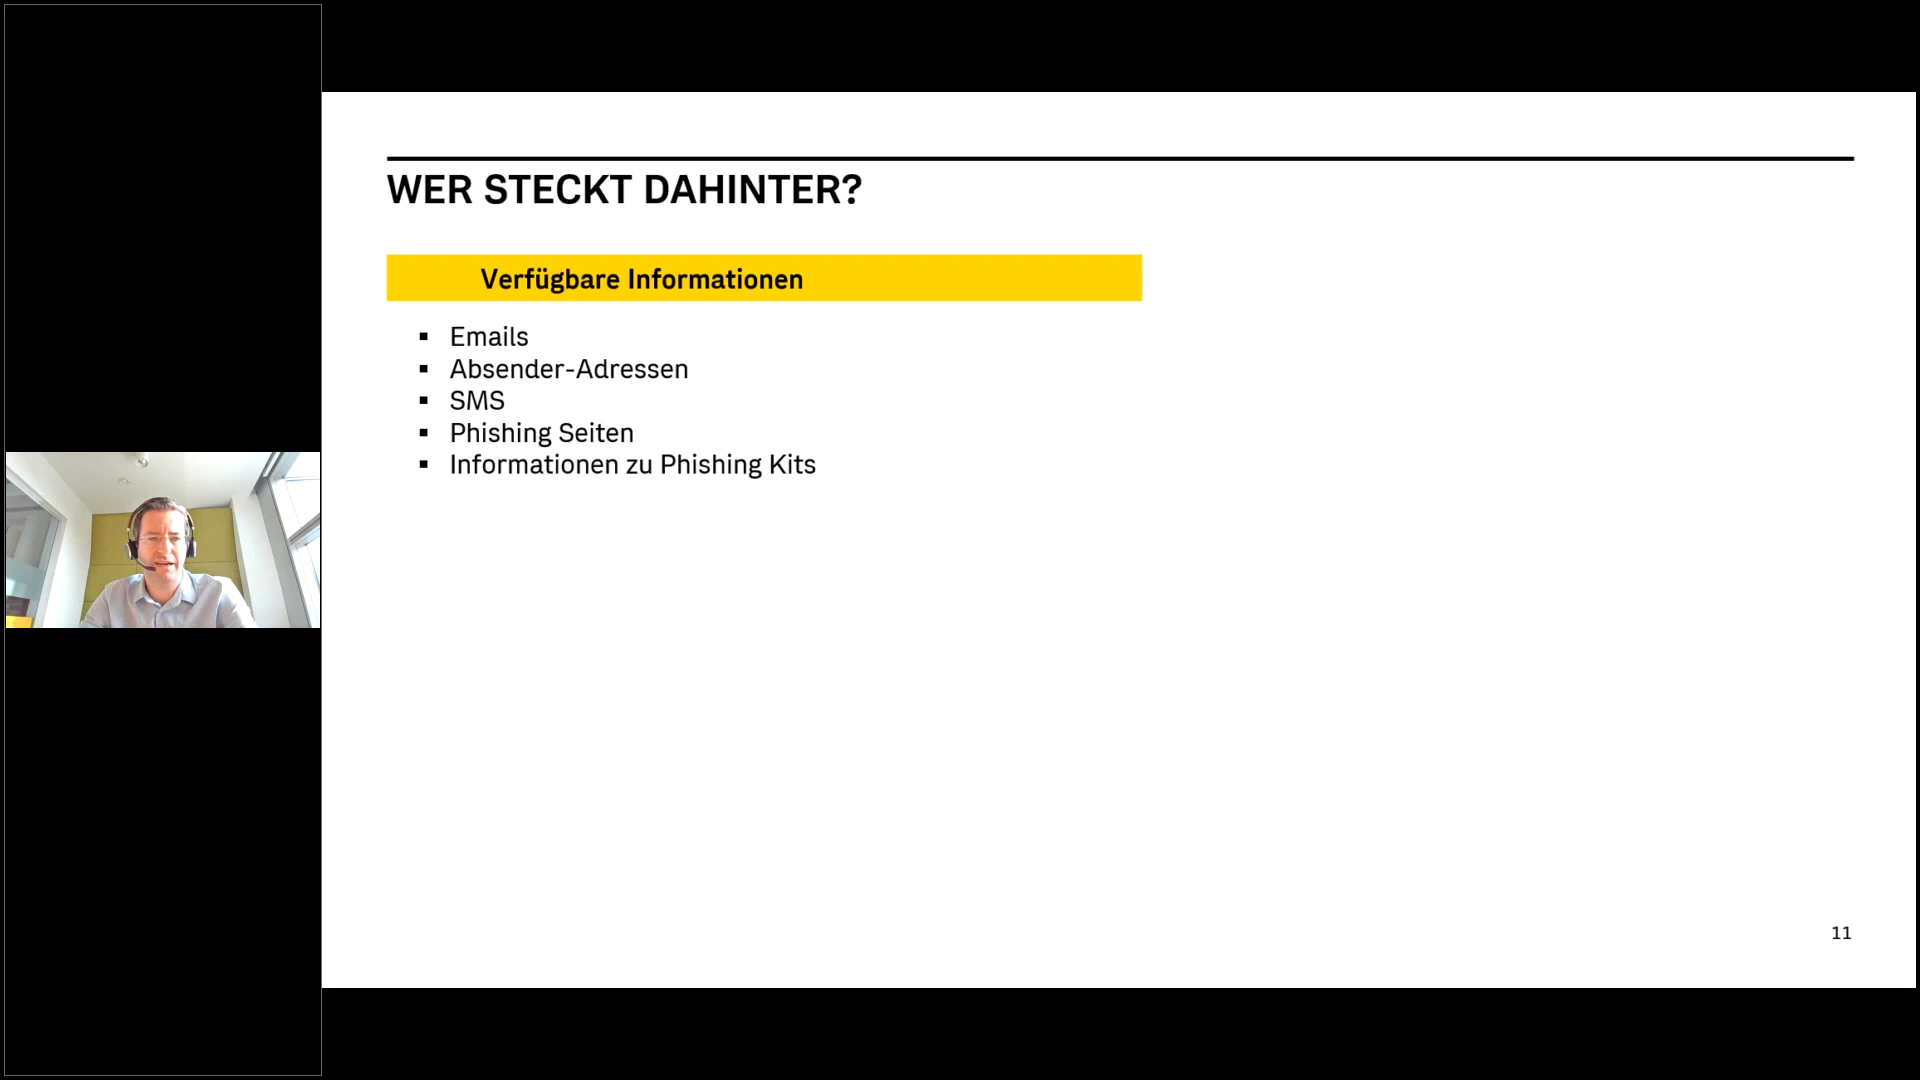 WER STECKT DAHINTER?
Verfügbare Informationen
▪ Emails
▪ Absender-Adressen
▪ SMS
▪ Phishing Seiten
▪ Informationen zu Phishing Kits
11